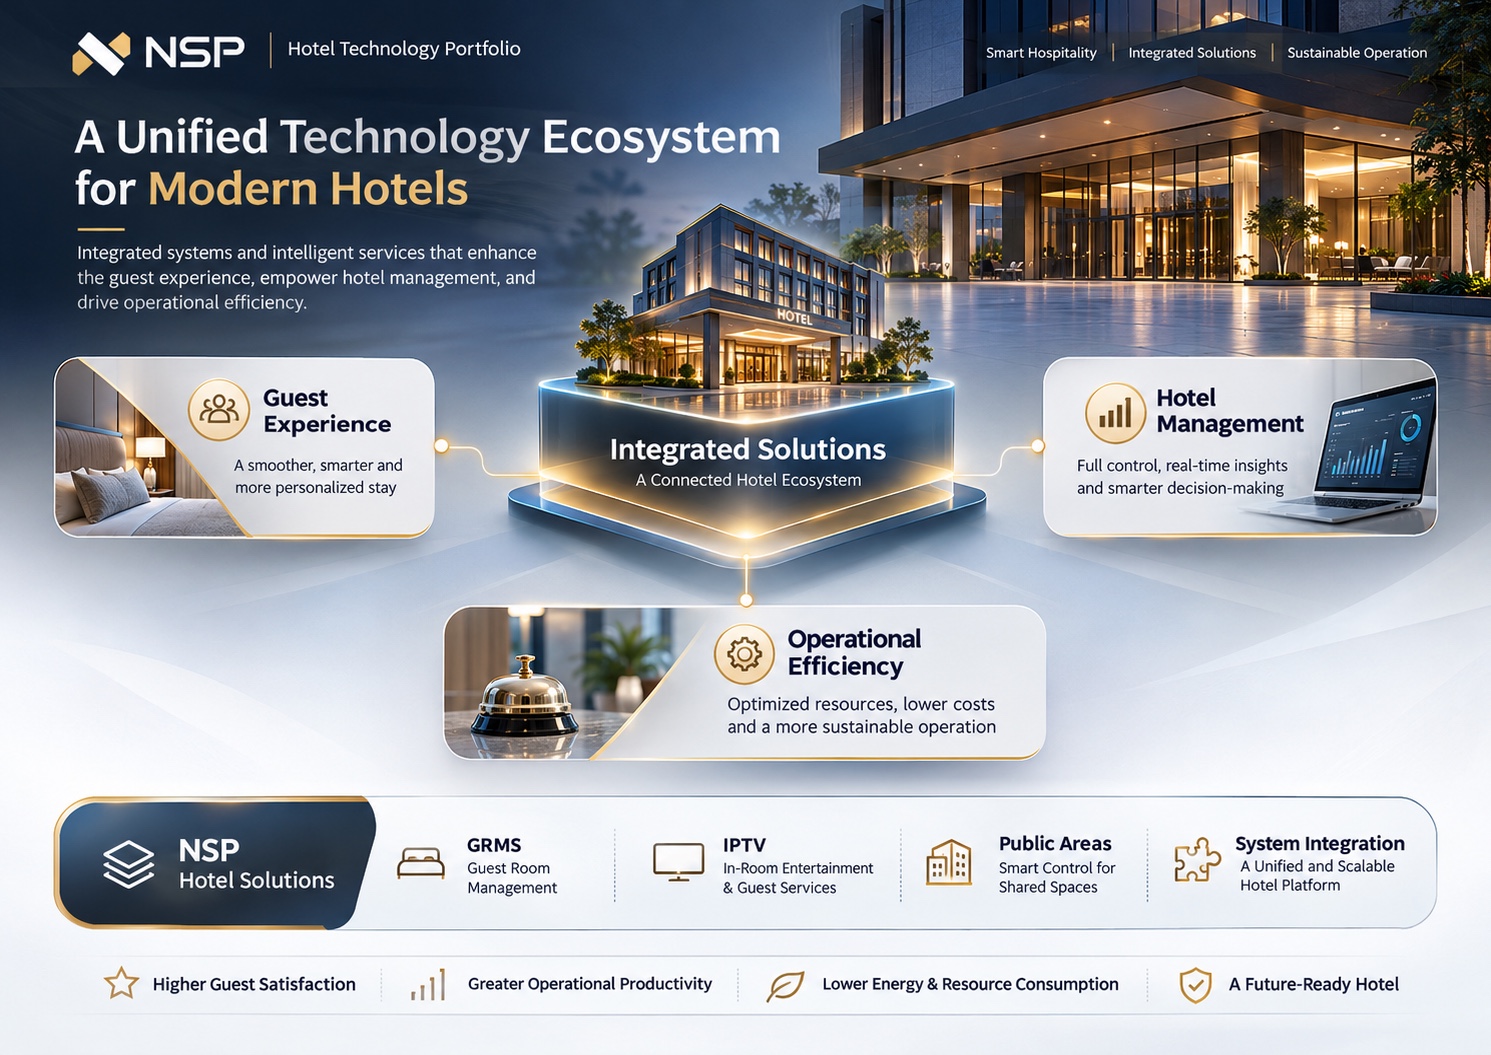 NSP
Hotel Technology Portfolio
Smart Hospitality
Integrated Solutions
Sustainable Operation
A Unified Technology Ecosystem
for Modern Hotels
Integrated systems and intelligent services that enhance
the guest experience, empower hotel management, and
drive operational efficiency.
HOTEL
Guest
Experience
A smoother, smarter and
more personalized stay
Integrated Solutions
A Connected Hotel Ecosystem
Hotel
Management
Full control, real-time insights
and smarter decision-making
Operational
Efficiency
Optimized resources, lower costs
and a more sustainable operation
NSP
Hotel Solutions
GRMS
Guest Room
Management
IPTV
In-Room Entertainment
& Guest Services
Public Areas
Smart Control for
Shared Spaces
System Integration
A Unified and Scalable
Hotel Platform
Higher Guest Satisfaction
Greater Operational Productivity
Lower Energy & Resource Consumption
A Future-Ready Hotel